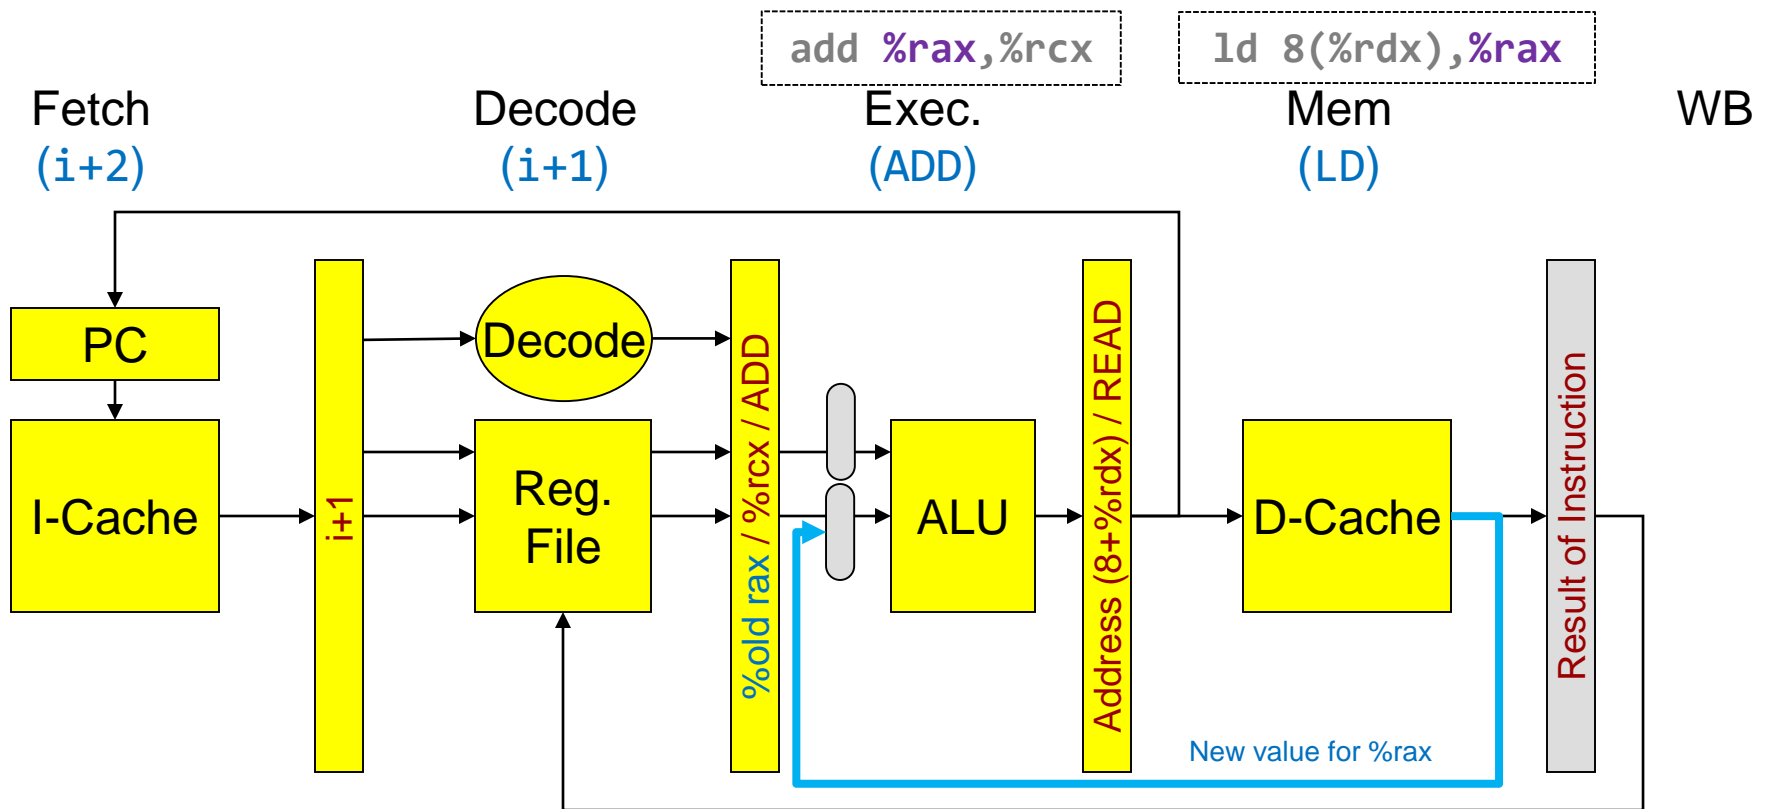 add %rax,%rcx
ld 8(%rdx),%rax
Fetch
(i+2)
Decode
(i+1)
Exec.
(ADD)
Mem
(LD)
WB
PC
I-Cache
i+1
Decode
Reg.
File
%old rax / %rcx / ADD
ALU
Address (8+%rdx) / READ
D-Cache
Result of Instruction
New value for %rax